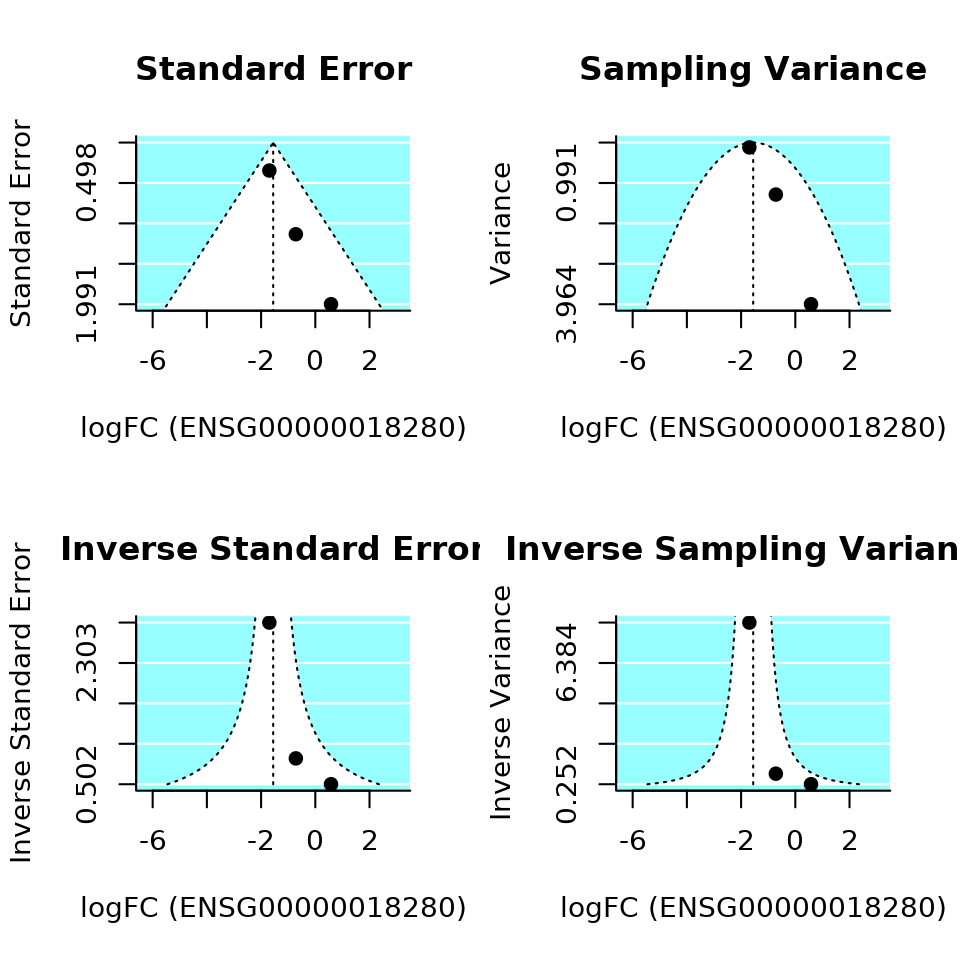 Standard Error
Standard Error
0.498
1.991
-6 -2 0 2
logFC (ENSG00000018280)
Sampling Variance
Variance
0.991
3.964
-6 -2 0 2
logFC (ENSG00000018280)
Inverse Standard Error
Inverse Standard Error
2.303
0.502
-6 -2 0 2
logFC (ENSG00000018280)
Inverse Sampling Varian
Inverse Variance
6.384
0.252
-6 -2 0 2
logFC (ENSG00000018280)